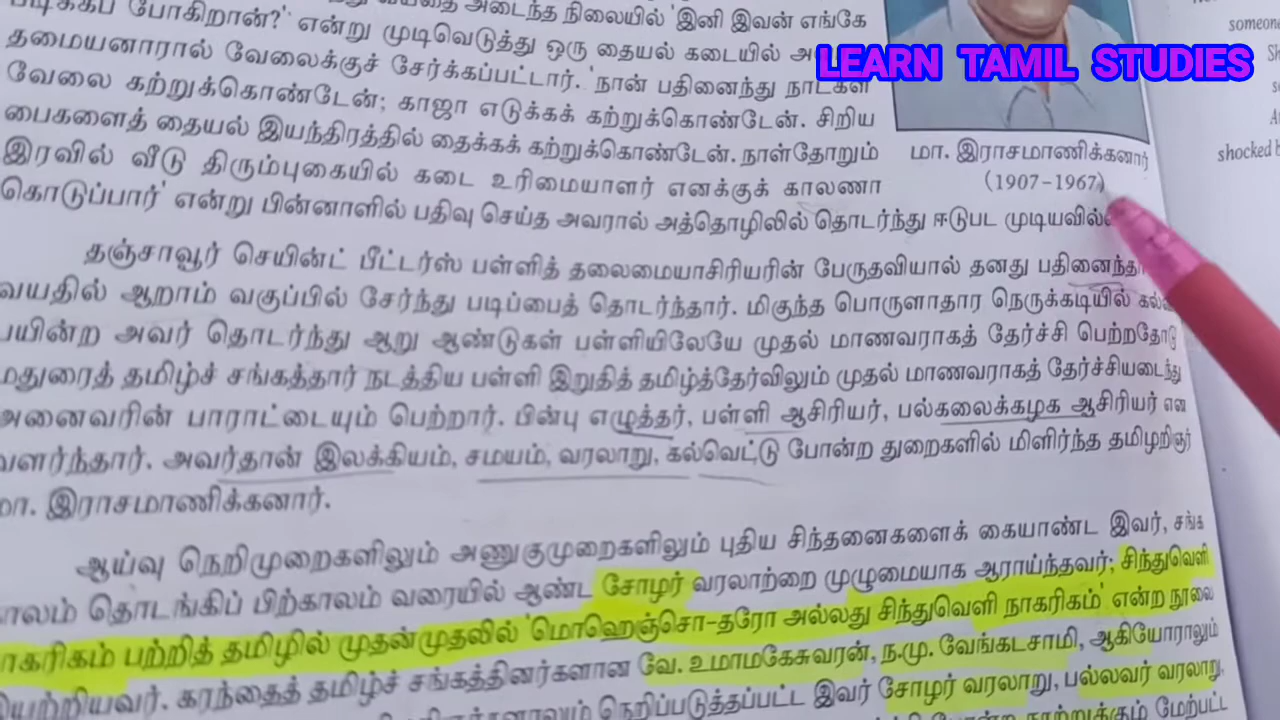 படிக்கப் போகிறான்?' என்று முடிவெடுத்து ஒரு தையல் கடையில்
அடைந்த நிலையில் 'இனி இவன் எங்கே
தமையனாரால் வேலைக்குச் சேர்க்கப்பட்டார். 'நான் பதினைந்து நாட்கள்
வேலை கற்றுக்கொண்டேன்; காஜா எடுக்கக் கற்றுக்கொண்டேன். சிறிய
பைகளைத் தையல் இயந்திரத்தில் தைக்கக் கற்றுக்கொண்டேன். நாள்தோறும்
இரவில் வீடு திரும்புகையில் கடை உரிமையாளர் எனக்குக் காலணா
கொடுப்பார்' என்று பின்னாளில் பதிவு செய்த அவரால் அத்தொழிலில் தொடர்ந்து ஈடுபட
LEARN TAMIL STUDIES
மா. இராசமாணிக்கனார்
(1907-1967)
தஞ்சாவூர் செயின்ட் பீட்டர்ஸ் பள்ளித் தலைமையாசிரியரின் பேருதவியால் தனது
வயதில் ஆறாம் வகுப்பில் சேர்ந்து படிப்பைத் தொடர்ந்தார். மிகுந்த பொருளாதார நெருக்கடியில்
பயின்ற அவர் தொடர்ந்து ஆறு ஆண்டுகள் பள்ளியிலேயே முதல் மாணவராகத் தேர்ச்சி பெற்றதோடு
மதுரைத் தமிழ்ச் சங்கத்தார் நடத்திய பள்ளி இறுதித் தமிழ்த்தேர்விலும் முதல் மாணவராகத் தேர்ச்சியடைந்து
அனைவரின் பாராட்டையும் பெற்றார். பின்பு எழுத்தர், பள்ளி ஆசிரியர், பல்கலைக்கழக ஆசிரியர் என
வளர்ந்தார். அவர்தான் இலக்கியம், சமயம், வரலாறு, கல்வெட்டு போன்ற துறைகளில் மிளிர்ந்த தமிழறிஞர்
மா. இராசமாணிக்கனார்.
ஆய்வு நெறிமுறைகளிலும் அணுகுமுறைகளிலும் புதிய சிந்தனைகளைக் கையாண்ட இவர், சங்க
காலம் தொடங்கிப் பிற்காலம் வரையில் ஆண்ட சோழர் வரலாற்றை முழுமையாக ஆராய்ந்தவர்; சிந்துவெளி
நாகரிகம் பற்றித் தமிழில் முதன்முதலில் 'மொஹெஞ்சொ-தரோ அல்லது சிந்துவெளி நாகரிகம்' என்ற நூலை
இயற்றியவர். கரந்தைத் தமிழ்ச் சங்கத்தினர்களான வே. உமாமகேசுவரன், ந.மு. வேங்கடசாமி, ஆகியோராலும்
நெறிப்படுத்தப்பட்ட இவர் சோழர் வரலாறு, பல்லவர் வரலாறு,
மேற்பட்ட
someone
shocked b